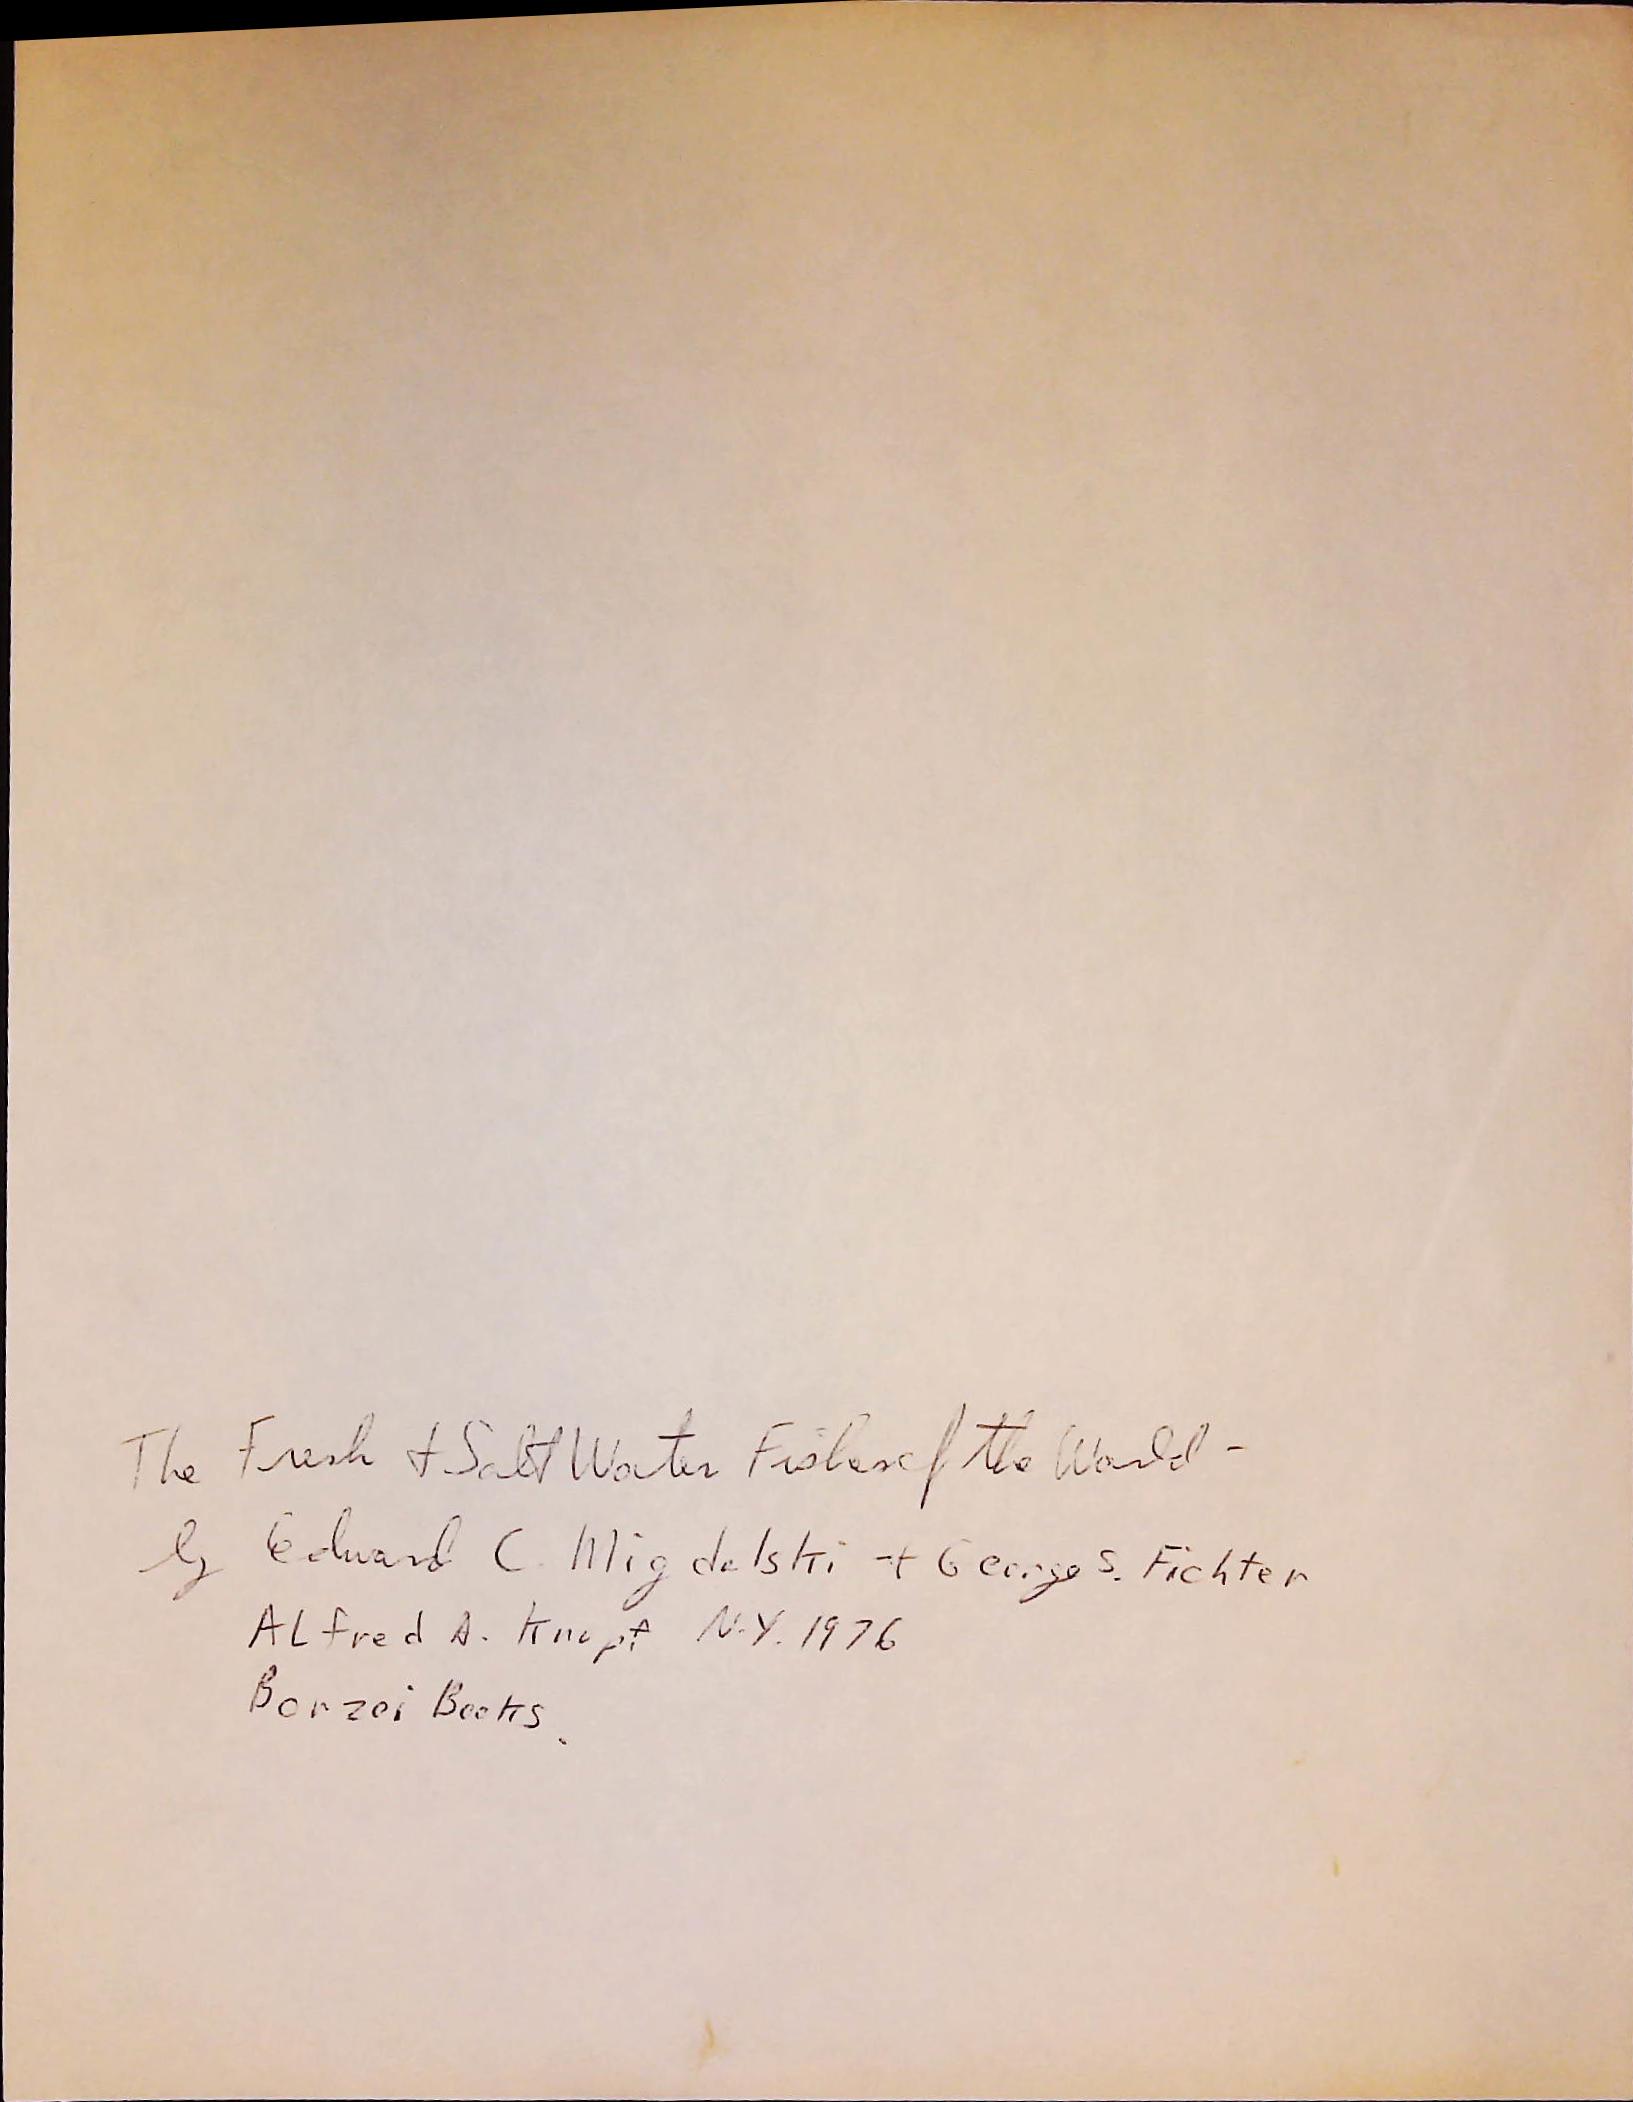 The Fresh + Salt Water Fishes of the World -
by Edward C. Migdalski + George S. Fichter
ALfred A. Knopf N.Y. 1976
Borzoi Books.